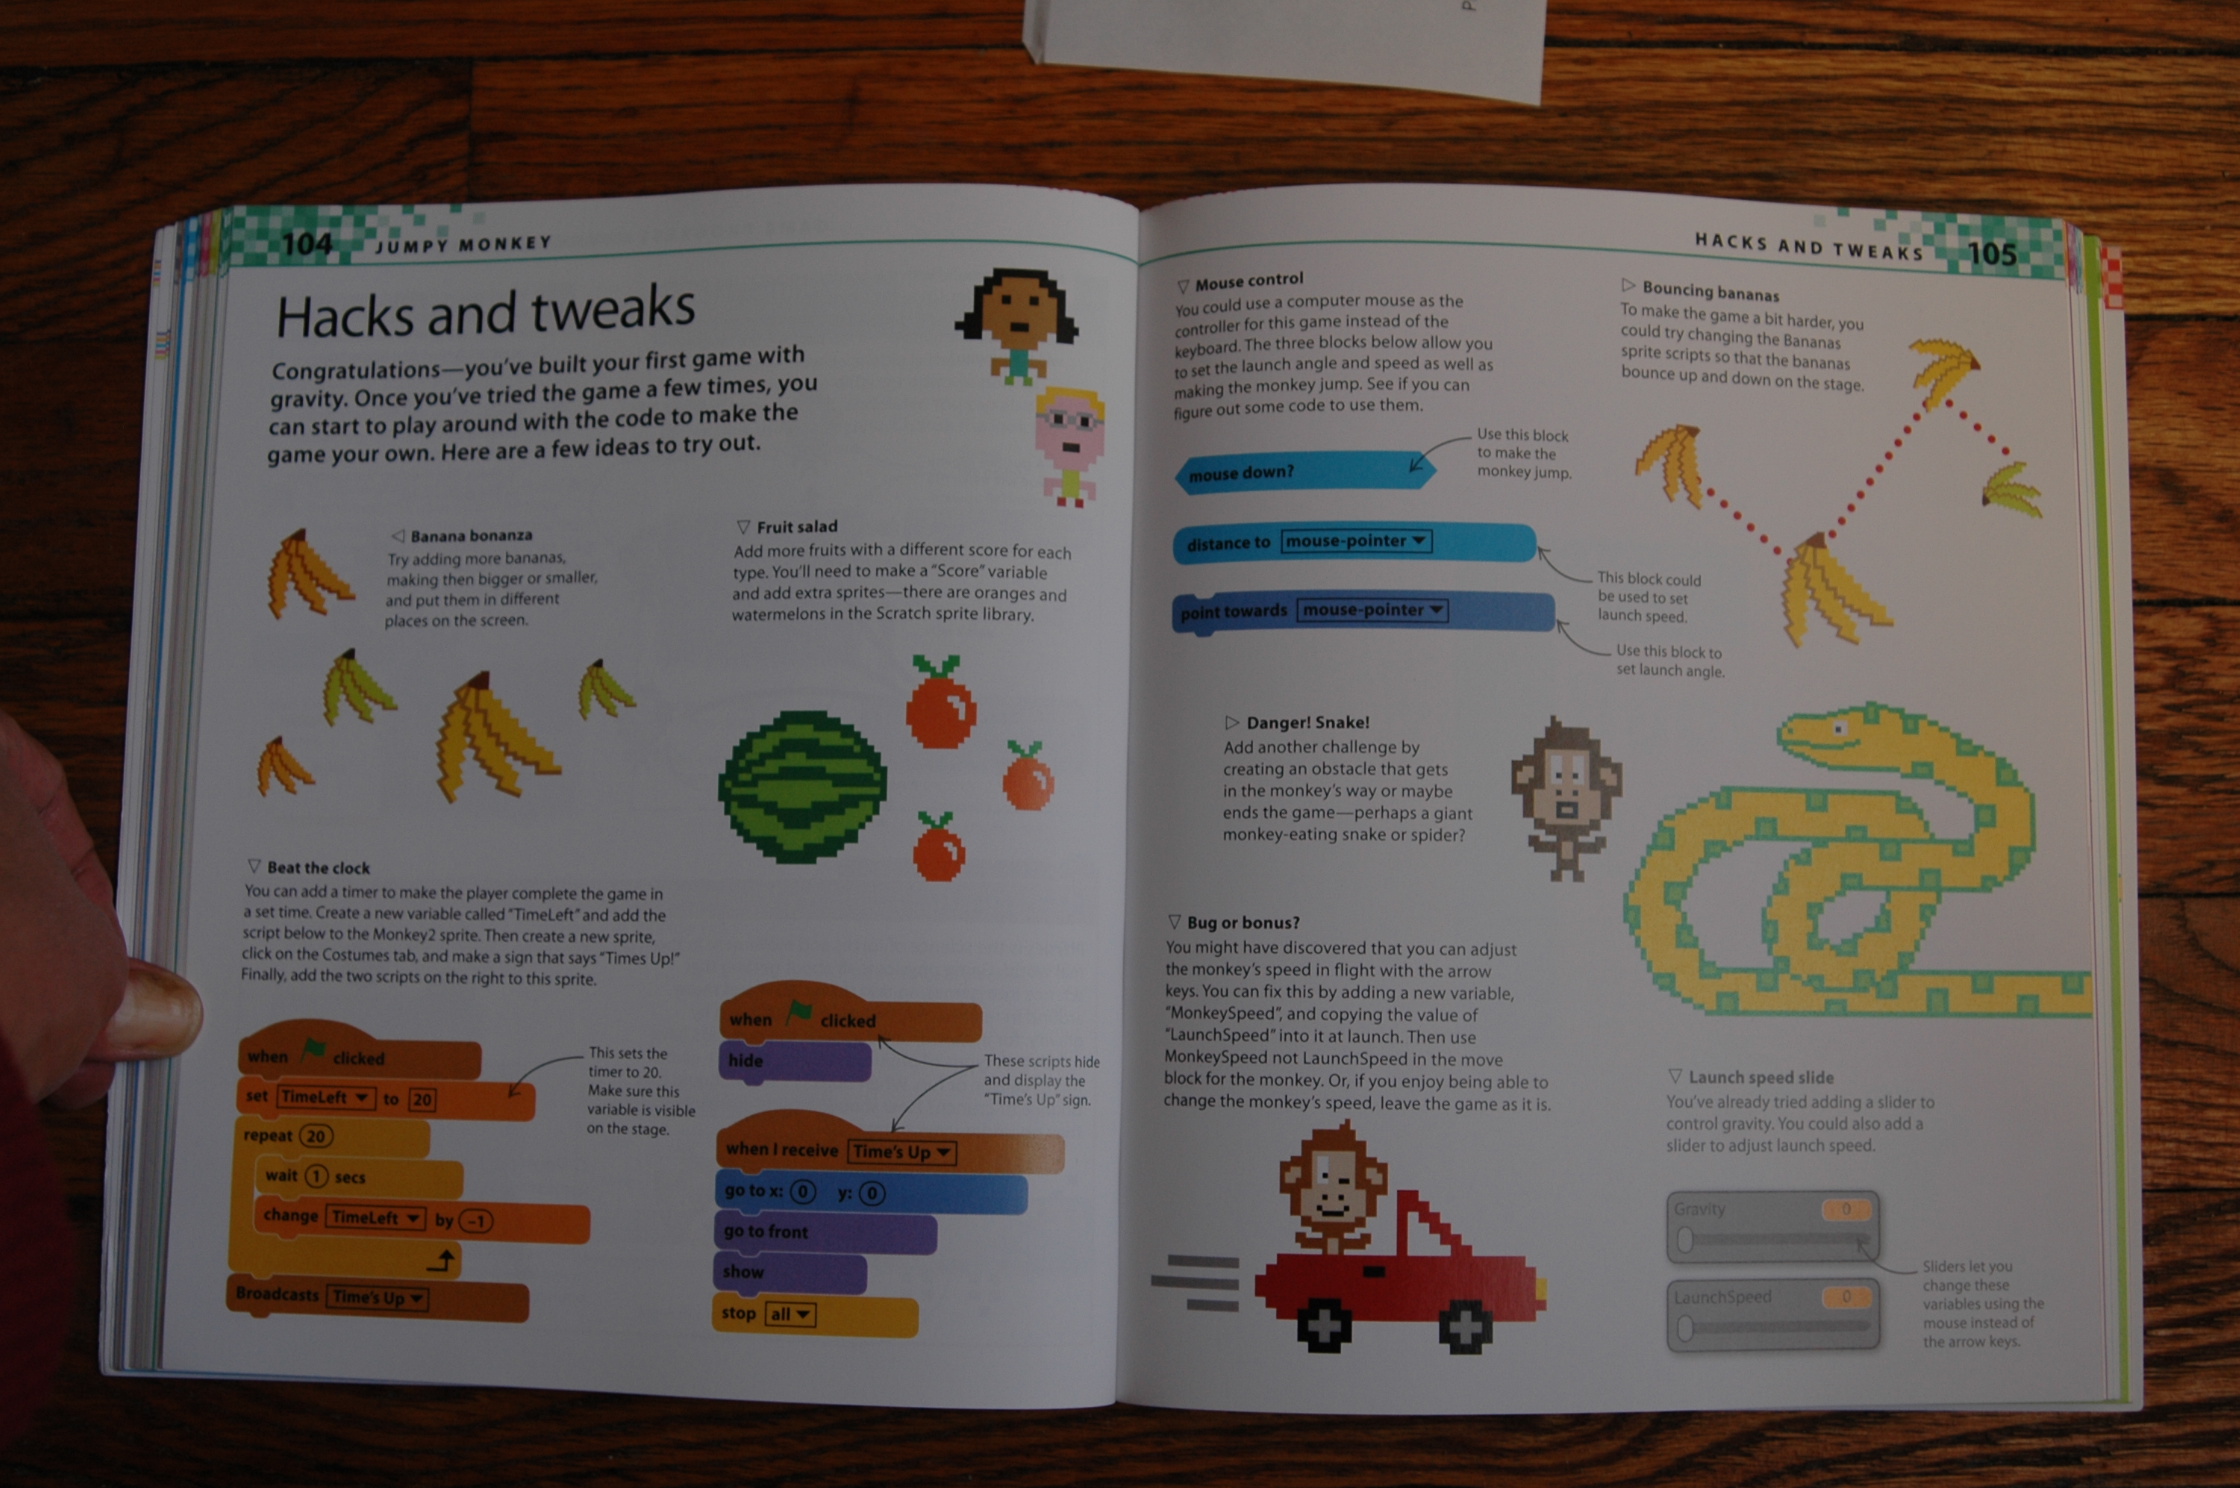 104 JUMPY MONKEY
Hacks and tweaks
Congratulations—you've built your first game with
gravity. Once you've tried the game a few times, you
can start to play around with the code to make the
game your own. Here are a few ideas to try out.
◁ Banana bonanza
Try adding more bananas,
making then bigger or smaller,
and put them in different
places on the screen.
▽ Fruit salad
Add more fruits with a different score for each
type. You'll need to make a "Score" variable
and add extra sprites—there are oranges and
watermelons in the Scratch sprite library.
▽ Beat the clock
You can add a timer to make the player complete the game in
a set time. Create a new variable called "TimeLeft" and add the
script below to the Monkey2 sprite. Then create a new sprite,
click on the Costumes tab, and make a sign that says "Times Up!"
Finally, add the two scripts on the right to this sprite.
when clicked
set TimeLeft ▼ to 20
repeat 20
wait 1 secs
change TimeLeft ▼ by -1
Broadcasts Time's Up ▼
This sets the
timer to 20.
Make sure this
variable is visible
on the stage.
when clicked
hide
when I receive Time's Up ▼
go to x: 0 y: 0
go to front
show
stop all ▼
These scripts hide
and display the
"Time's Up" sign.
HACKS AND TWEAKS 105
▽ Mouse control
You could use a computer mouse as the
controller for this game instead of the
keyboard. The three blocks below allow you
to set the launch angle and speed as well as
making the monkey jump. See if you can
figure out some code to use them.
mouse down?
Use this block
to make the
monkey jump.
distance to mouse-pointer ▼
This block could
be used to set
launch speed.
point towards mouse-pointer ▼
Use this block to
set launch angle.
▷ Bouncing bananas
To make the game a bit harder, you
could try changing the Bananas
sprite scripts so that the bananas
bounce up and down on the stage.
▷ Danger! Snake!
Add another challenge by
creating an obstacle that gets
in the monkey's way or maybe
ends the game—perhaps a giant
monkey-eating snake or spider?
▽ Bug or bonus?
You might have discovered that you can adjust
the monkey's speed in flight with the arrow
keys. You can fix this by adding a new variable,
"MonkeySpeed", and copying the value of
"LaunchSpeed" into it at launch. Then use
MonkeySpeed not LaunchSpeed in the move
block for the monkey. Or, if you enjoy being able to
change the monkey's speed, leave the game as it is.
▽ Launch speed slide
You've already tried adding a slider to
control gravity. You could also add a
slider to adjust launch speed.
Gravity 0
LaunchSpeed 0
Sliders let you
change these
variables using the
mouse instead of
the arrow keys.